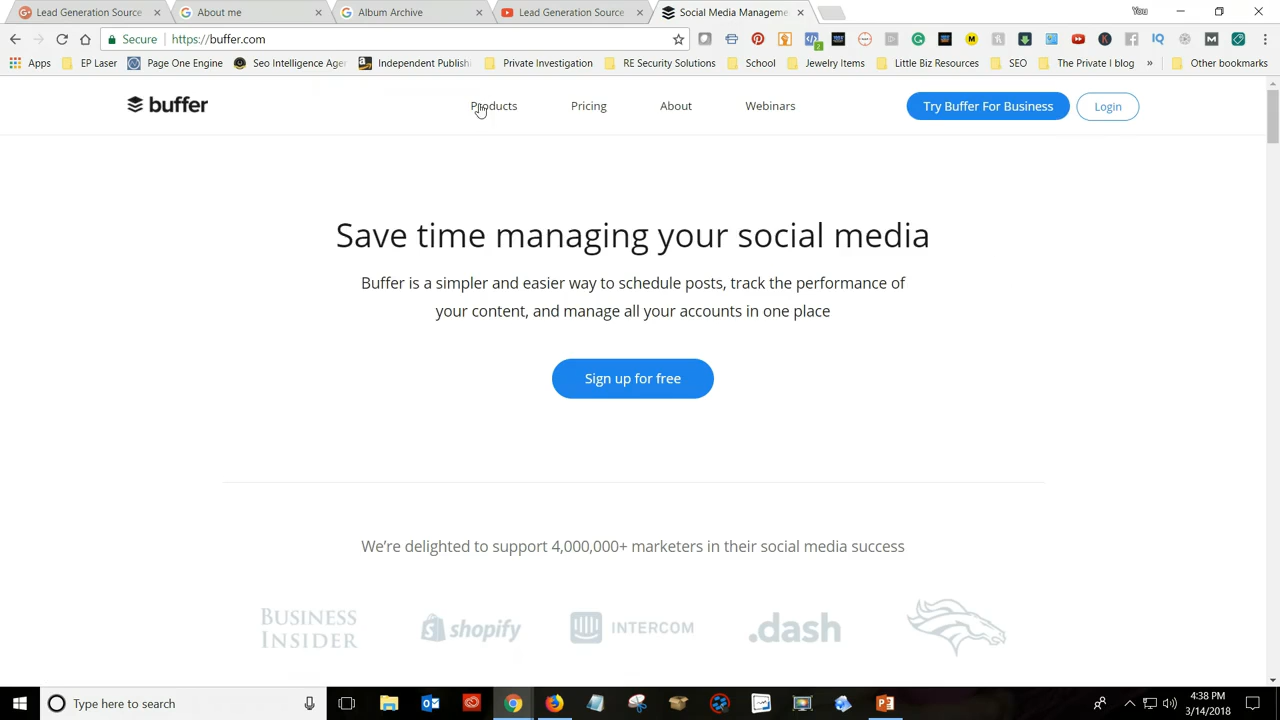 Lead Generation Source
About me
Album Archive
Lead Generation Source
Social Media Manageme
You
Secure
https://buffer.com
Apps
EP Laser
Page One Engine
Seo Intelligence Agen
Independent Publish
Private Investigation
RE Security Solutions
School
Jewelry Items
Little Biz Resources
SEO
The Private I blog
»
Other bookmarks
buffer
Products
Pricing
About
Webinars
Try Buffer For Business
Login
Save time managing your social media
Buffer is a simpler and easier way to schedule posts, track the performance of
your content, and manage all your accounts in one place
Sign up for free
We’re delighted to support 4,000,000+ marketers in their social media success
BUSINESS
INSIDER
shopify
INTERCOM
.dash
Type here to search
4:38 PM
3/14/2018